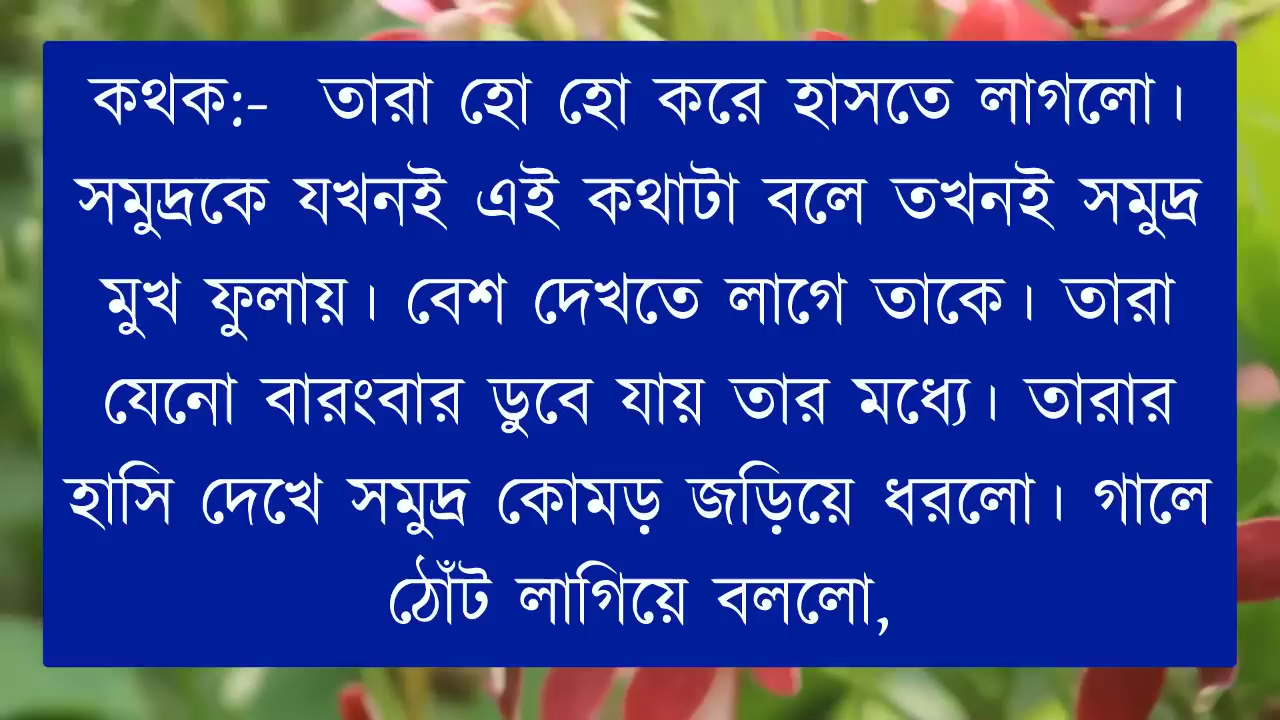 কথক:- তারা হো হো করে হাসতে লাগলো।
সমুদ্রকে যখনই এই কথাটা বলে তখনই সমুদ্র
মুখ ফুলায়। বেশ দেখতে লাগে তাকে। তারা
যেনো বারংবার ডুবে যায় তার মধ্যে। তারার
হাসি দেখে সমুদ্র কোমড় জড়িয়ে ধরলো। গালে
ঠোঁট লাগিয়ে বললো,